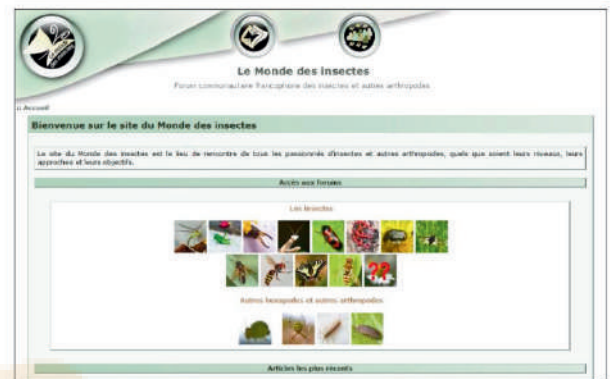 Le Monde des insectes
Forum communautaire francophone des insectes et autres arthropodes
Accueil
Bienvenue sur le site du Monde des insectes
Le site du Monde des insectes est le lieu de rencontre de tous les passionnés d'insectes et autres arthropodes, quels que soient leurs niveaux, leurs
approches et leurs objectifs.
Accès aux forums
Les insectes
??
Autres hexapodes et autres arthropodes
Articles les plus récents